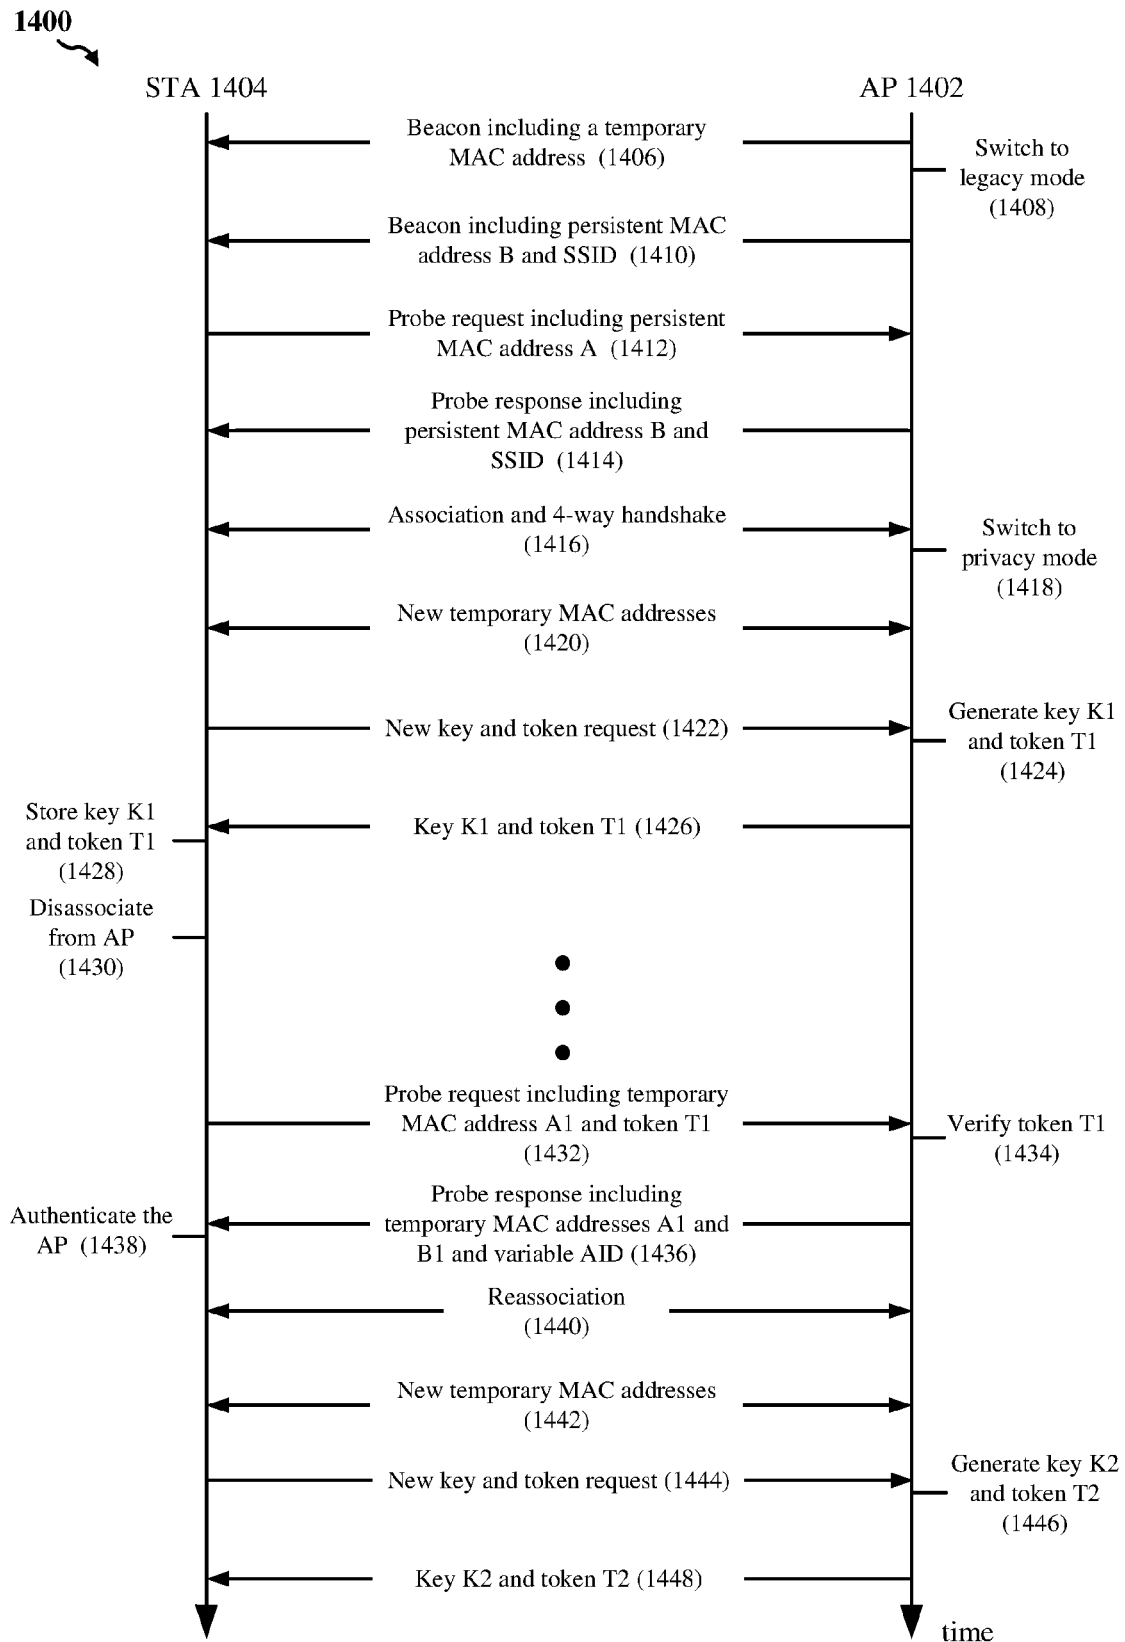 1400
STA 1404
AP 1402
Beacon including a temporary
MAC address (1406)
Switch to
legacy mode
(1408)
Beacon including persistent MAC
address B and SSID (1410)
Probe request including persistent
MAC address A (1412)
Probe response including
persistent MAC address B and
SSID (1414)
Association and 4-way handshake
(1416)
Switch to
privacy mode
(1418)
New temporary MAC addresses
(1420)
New key and token request (1422)
Generate key K1
and token T1
(1424)
Key K1 and token T1 (1426)
Store key K1
and token T1
(1428)
Disassociate
from AP
(1430)
Probe request including temporary
MAC address A1 and token T1
(1432)
Verify token T1
(1434)
Probe response including
temporary MAC addresses A1 and
B1 and variable AID (1436)
Authenticate the
AP (1438)
Reassociation
(1440)
New temporary MAC addresses
(1442)
New key and token request (1444)
Generate key K2
and token T2
(1446)
Key K2 and token T2 (1448)
time